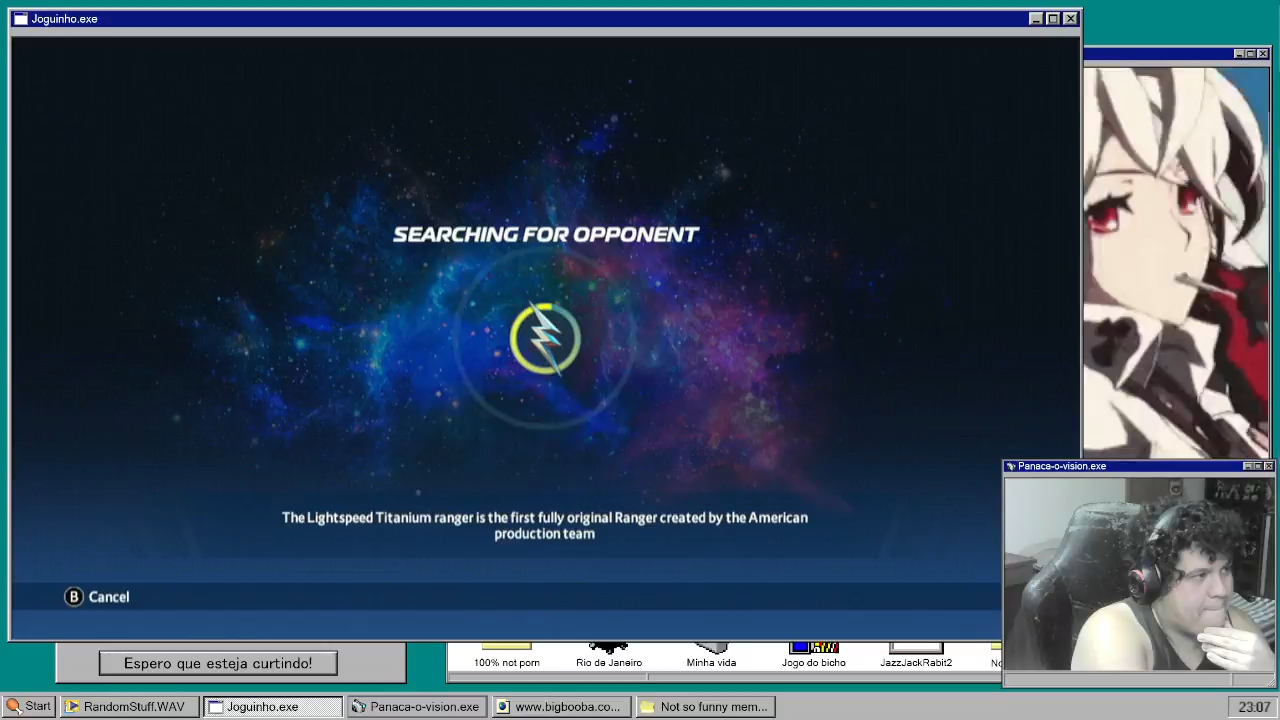 Joguinho.exe
SEARCHING FOR OPPONENT
The Lightspeed Titanium ranger is the first fully original Ranger created by the American
production team
B Cancel
Panaca-o-vision.exe
Espero que esteja curtindo!
100% not porn
Rio de Janeiro
Minha vida
Jogo do bicho
JazzJackRabbit2
Start
RandomStuff.WAV
Joguinho.exe
Panaca-o-vision.exe
www.bigbooba.co...
Not so funny mem...
23:07